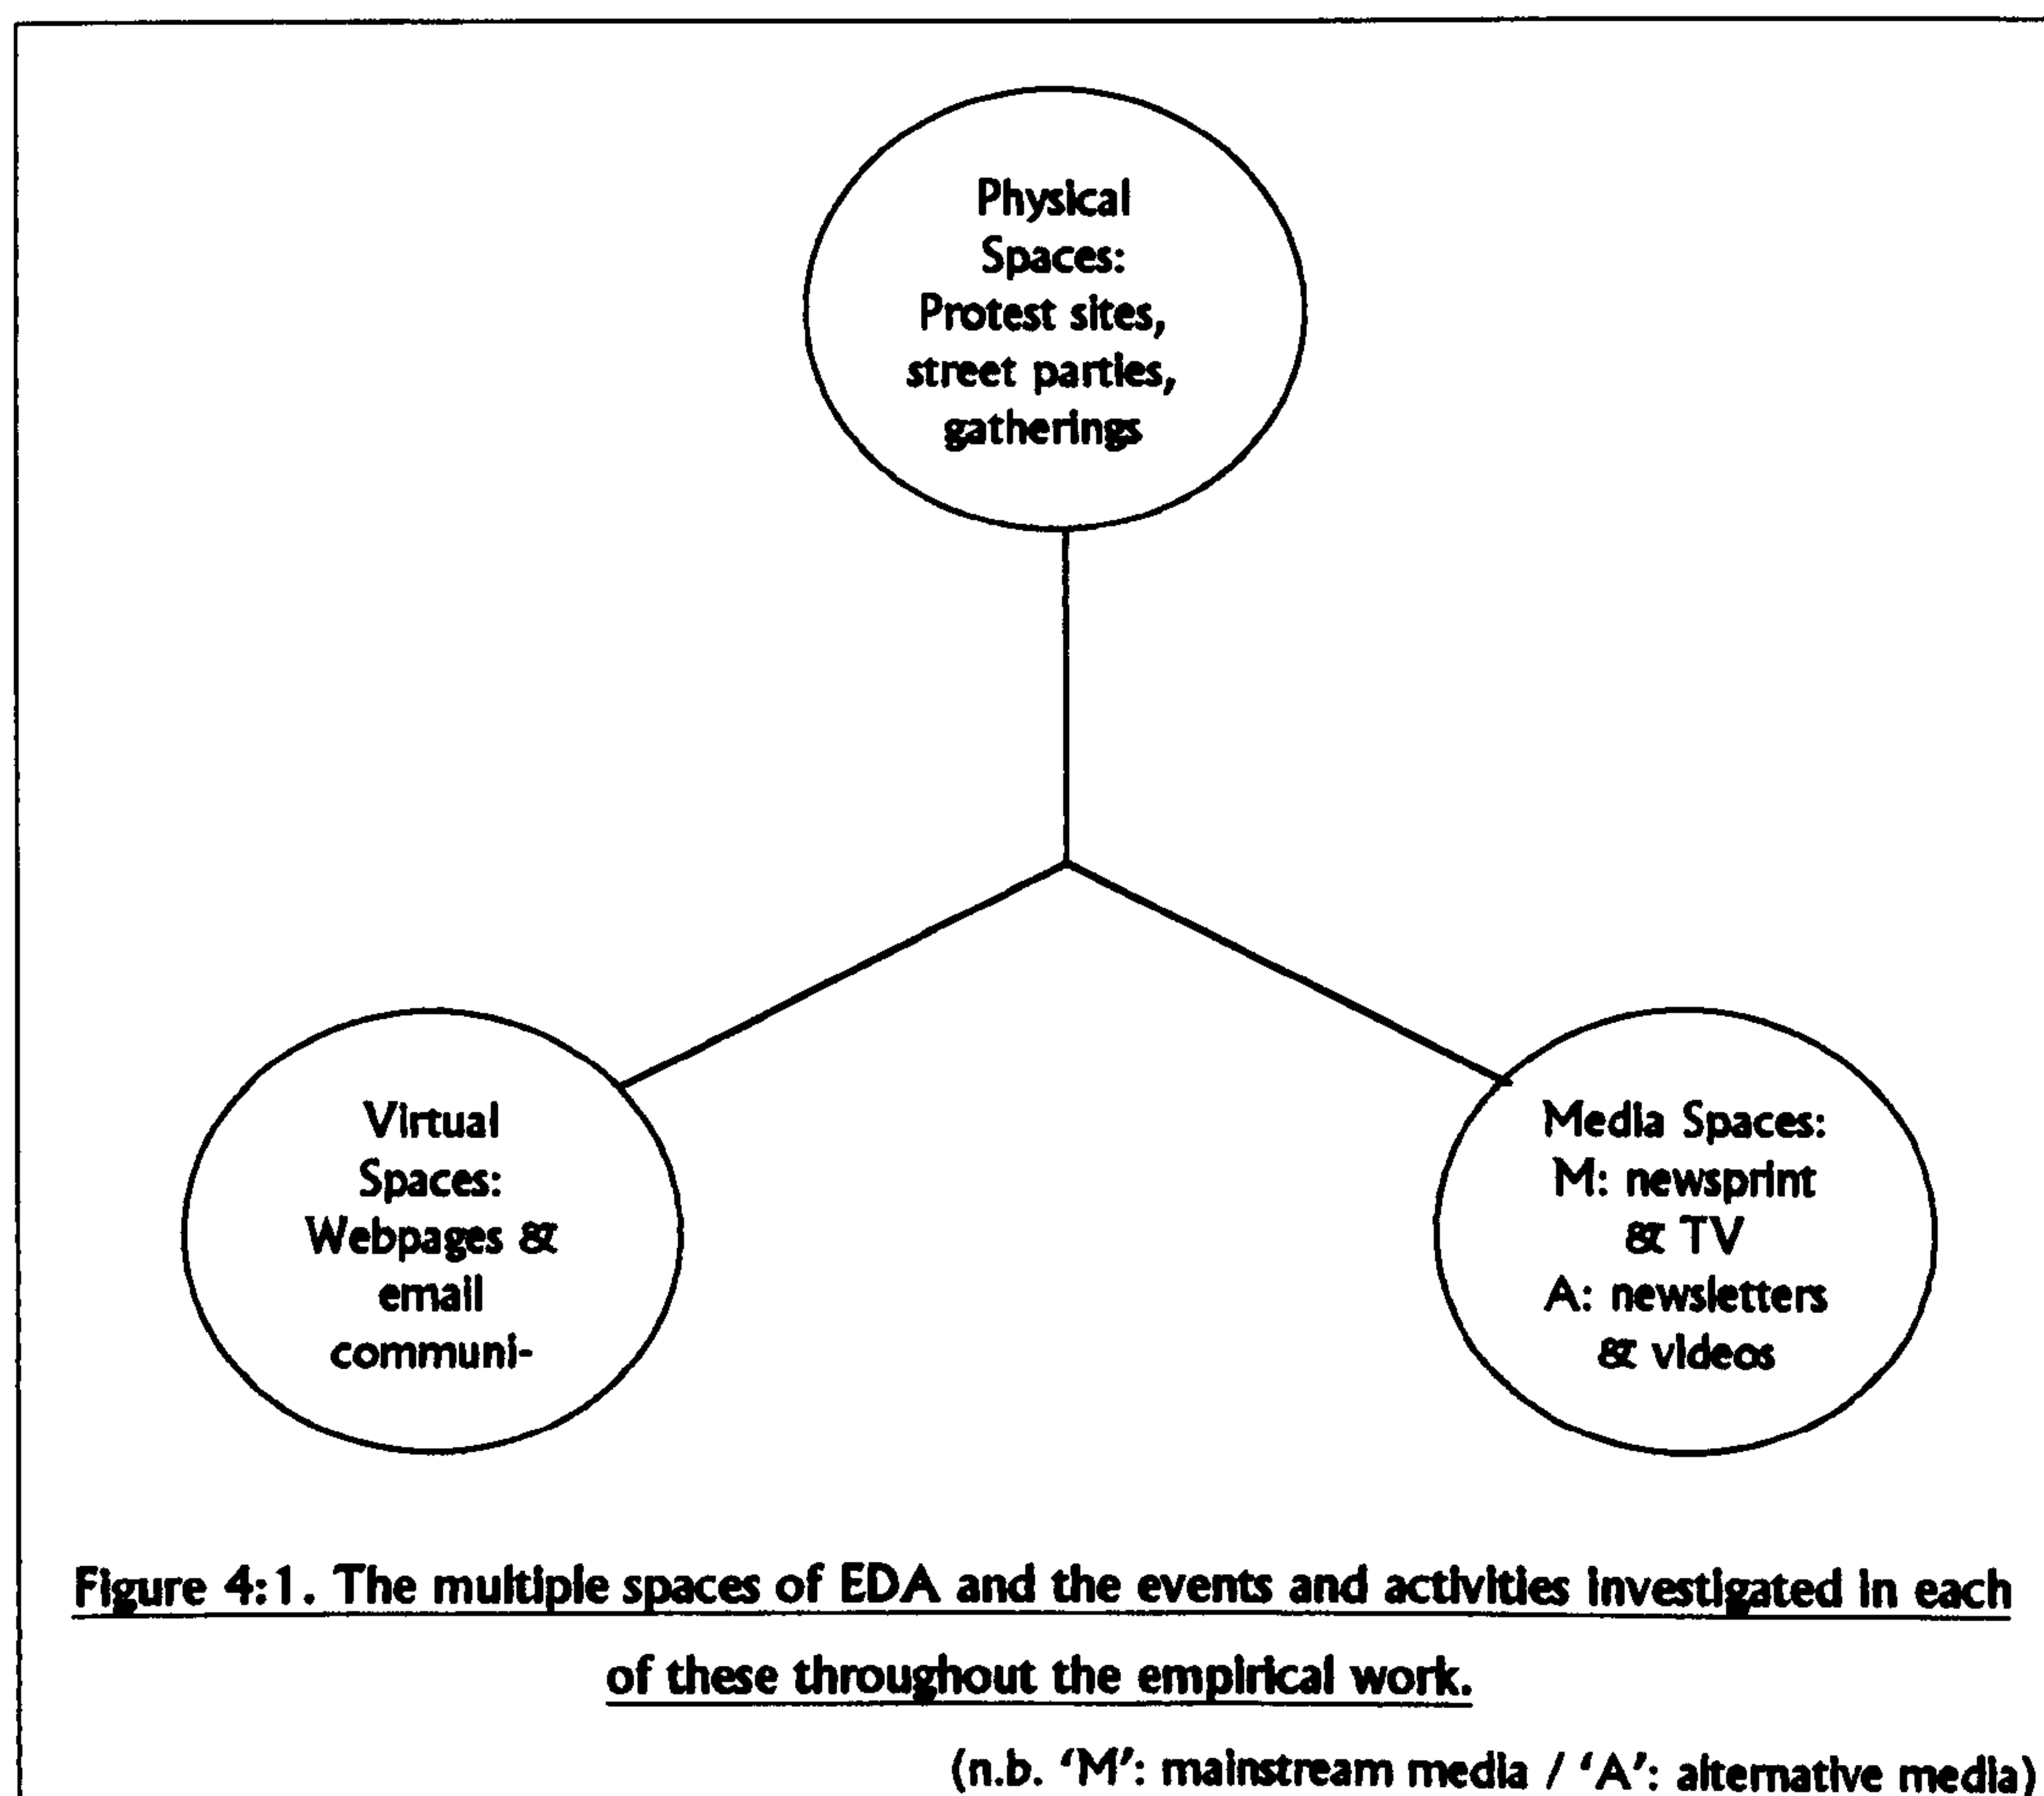 Physical
Spaces:
Protest sites,
street parties,
gatherings
Virtual
Spaces:
Webpages &
email
communi-
Media Spaces:
M: newsprint
& TV
A: newsletters
& videos
Figure 4:1. The multiple spaces of EDA and the events and activities investigated in each
of these throughout the empirical work.
(n.b. ‘M’: mainstream media / ‘A’: alternative media)